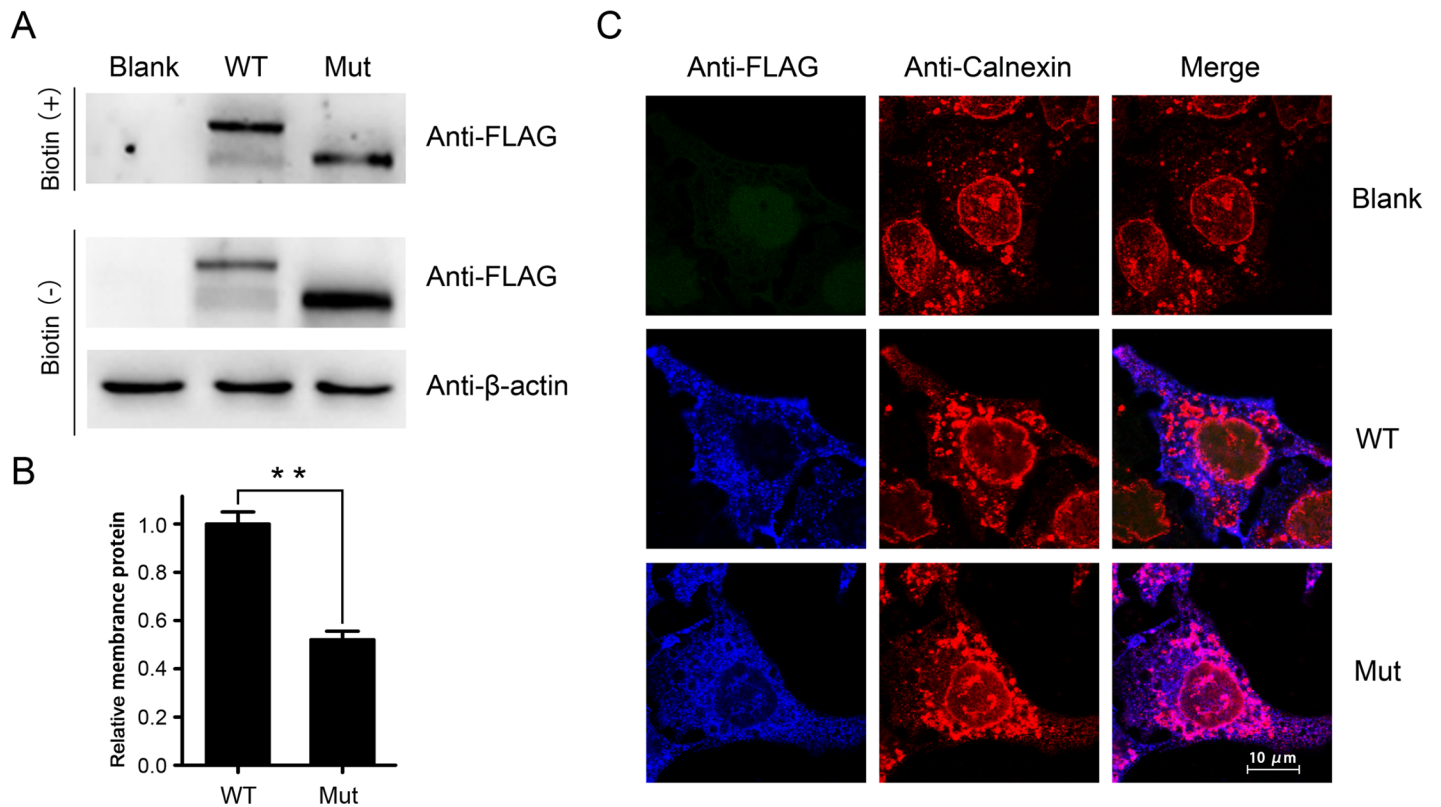 A
Blank WT Mut
Biotin (+)
Anti-FLAG
Biotin (-)
Anti-FLAG
Anti-β-actin
B
* *
Relative membrance protein
1.0
0.8
0.6
0.4
0.2
0.0
WT Mut
C
Anti-FLAG Anti-Calnexin Merge
Blank
WT
Mut
10 μm